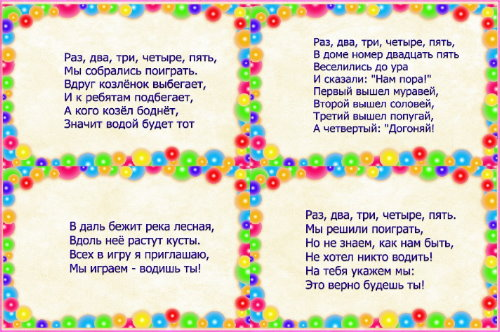 Раз, два, три, четыре, пять,
Мы собрались поиграть.
Вдруг козлёнок выбегает,
И к ребятам подбегает,
А кого козёл боднёт,
Значит водой будет тот
Раз, два, три, четыре, пять,
В доме номер двадцать пять
Веселились до ура
И сказали: "Нам пора!"
Первый вышел муравей,
Второй вышел соловей,
Третий вышел попугай,
А четвертый: "Догоняй!
В даль бежит река лесная,
Вдоль неё растут кусты.
Всех в игру я приглашаю,
Мы играем - водишь ты!
Раз, два, три, четыре, пять.
Мы решили поиграть,
Но не знаем, как нам быть,
Не хотел никто водить!
На тебя укажем мы:
Это верно будешь ты!